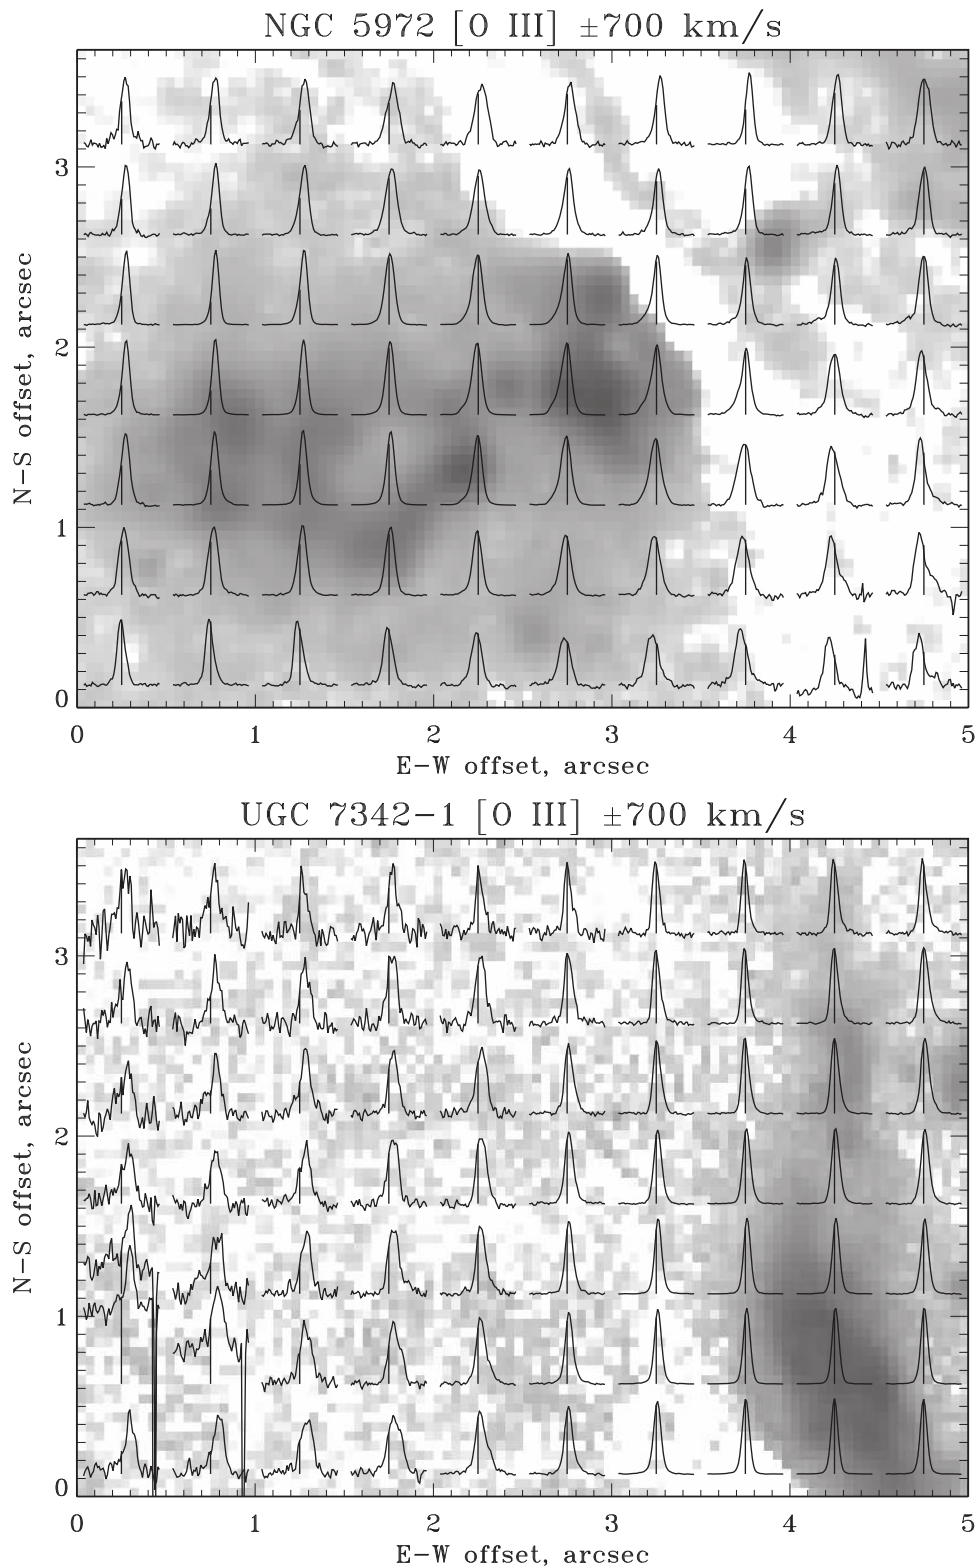 NGC 5972 [O III] ±700 km/s
N−S offset, arcsec
3
2
1
0
0 1 2 3 4 5
E−W offset, arcsec
UGC 7342−1 [O III] ±700 km/s
N−S offset, arcsec
3
2
1
0
0 1 2 3 4 5
E−W offset, arcsec